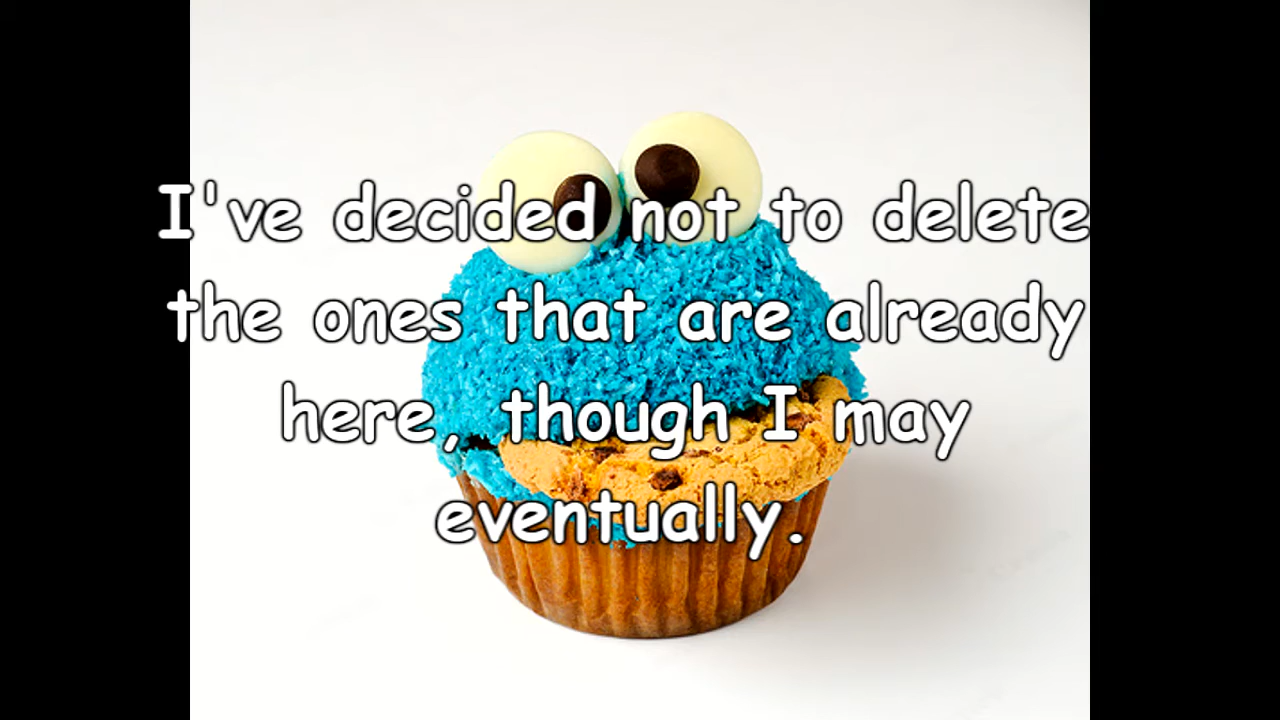 I've decided not to delete
the ones that are already
here, though I may
eventually.